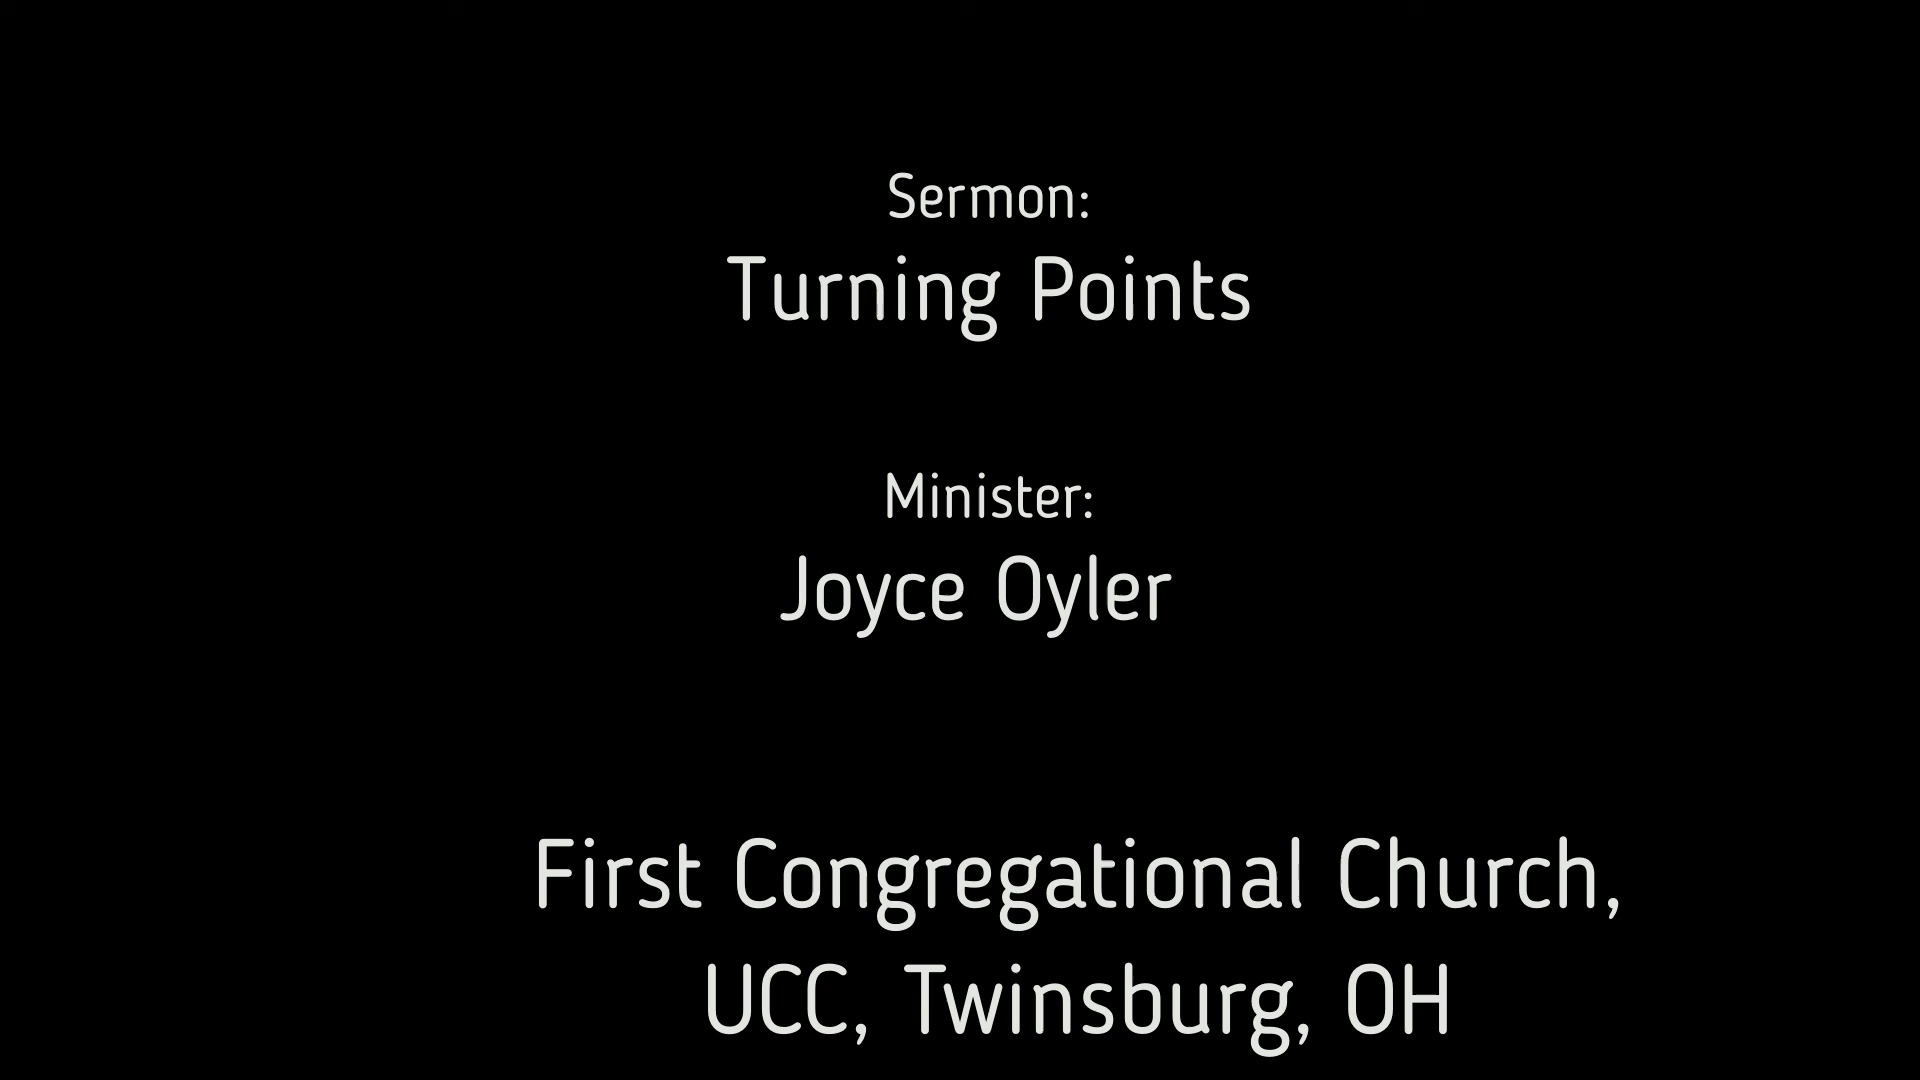 Sermon:
Turning Points
Minister:
Joyce Oyler
First Congregational Church,
UCC, Twinsburg, OH